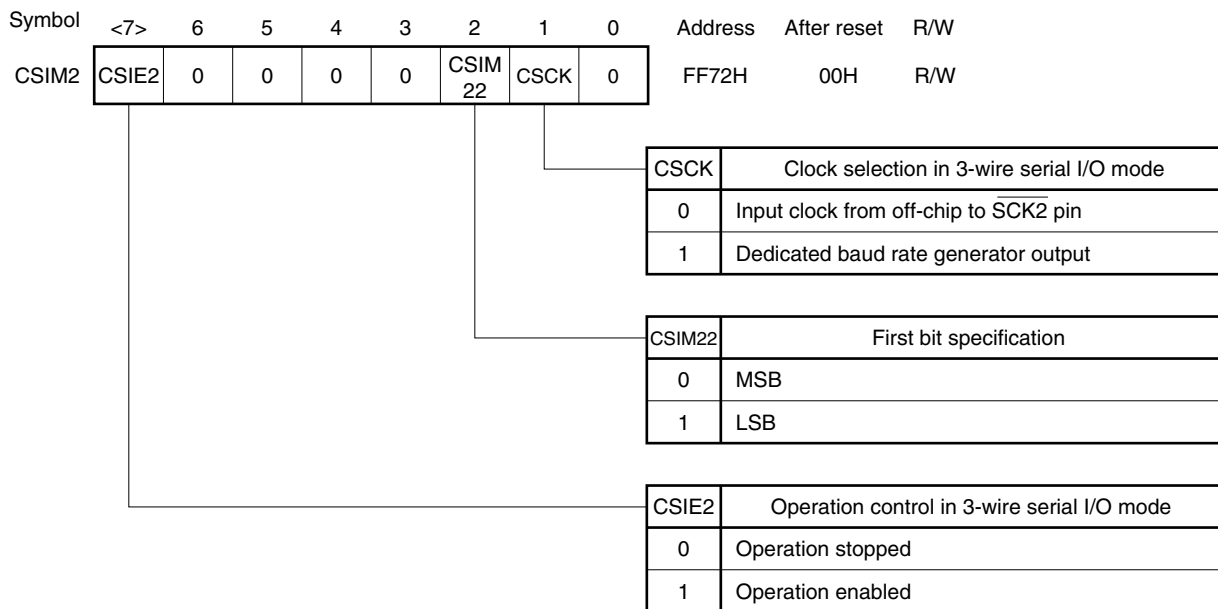 Symbol <7> 6 5 4 3 2 1 0 Address After reset R/W
CSIM2 CSIE2 0 0 0 0 CSIM 22 CSCK 0 FF72H 00H R/W
CSCK Clock selection in 3-wire serial I/O mode
0 Input clock from off-chip to S̅C̅K̅2̅ pin
1 Dedicated baud rate generator output
CSIM22 First bit specification
0 MSB
1 LSB
CSIE2 Operation control in 3-wire serial I/O mode
0 Operation stopped
1 Operation enabled